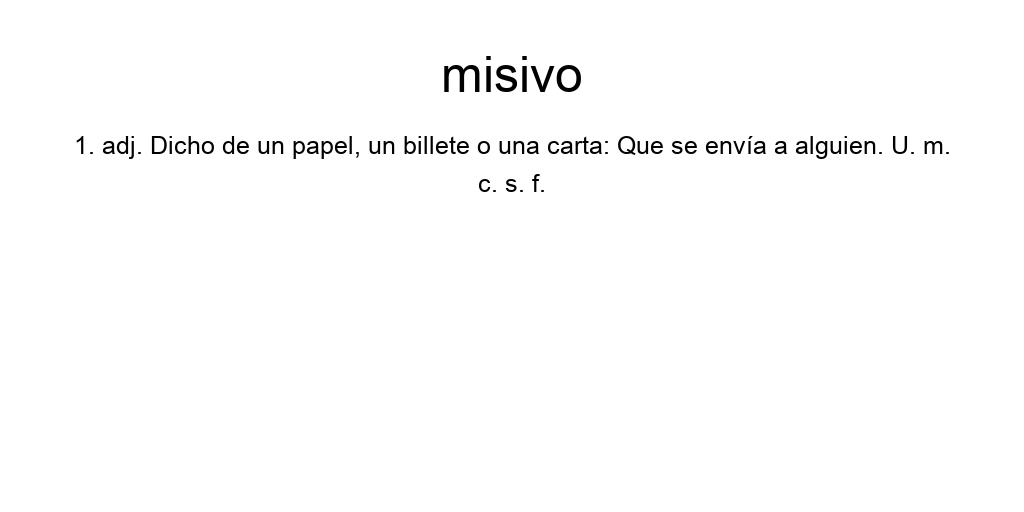 misivo
1. adj. Dicho de un papel, un billete o una carta: Que se envía a alguien. U. m.
c. s. f.